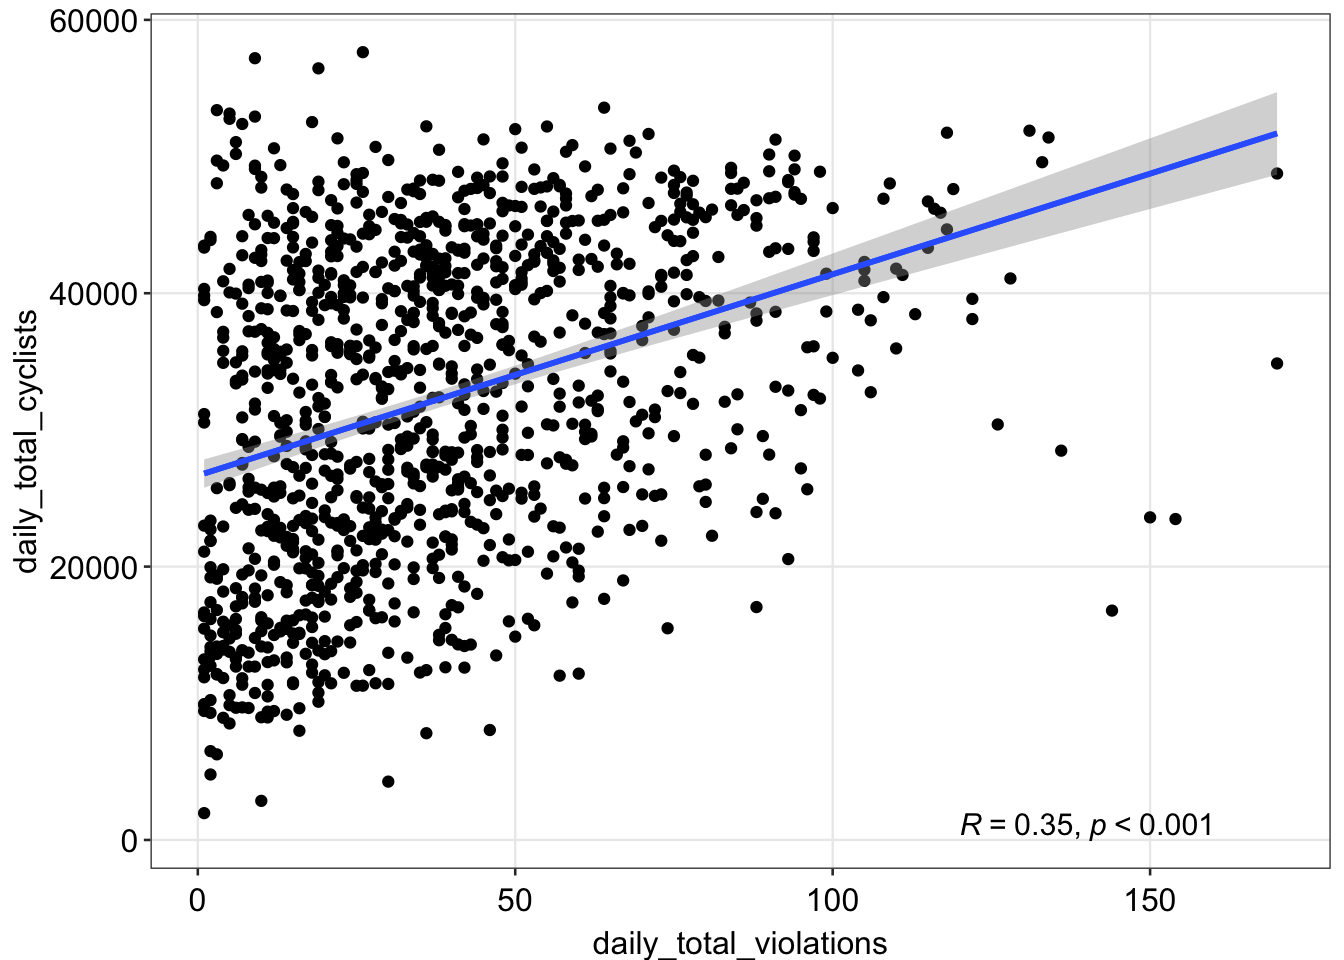 60000
40000
20000
0
daily_total_cyclists
R = 0.35, p < 0.001
0 50 100 150
daily_total_violations